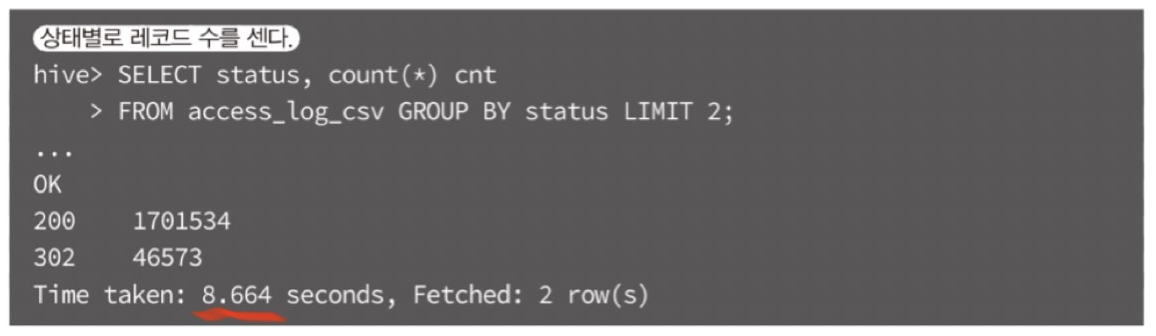 상태별로 레코드 수를 센다.
hive> SELECT status, count(*) cnt
    > FROM access_log_csv GROUP BY status LIMIT 2;
...
OK
200    1701534
302    46573
Time taken: 8.664 seconds, Fetched: 2 row(s)